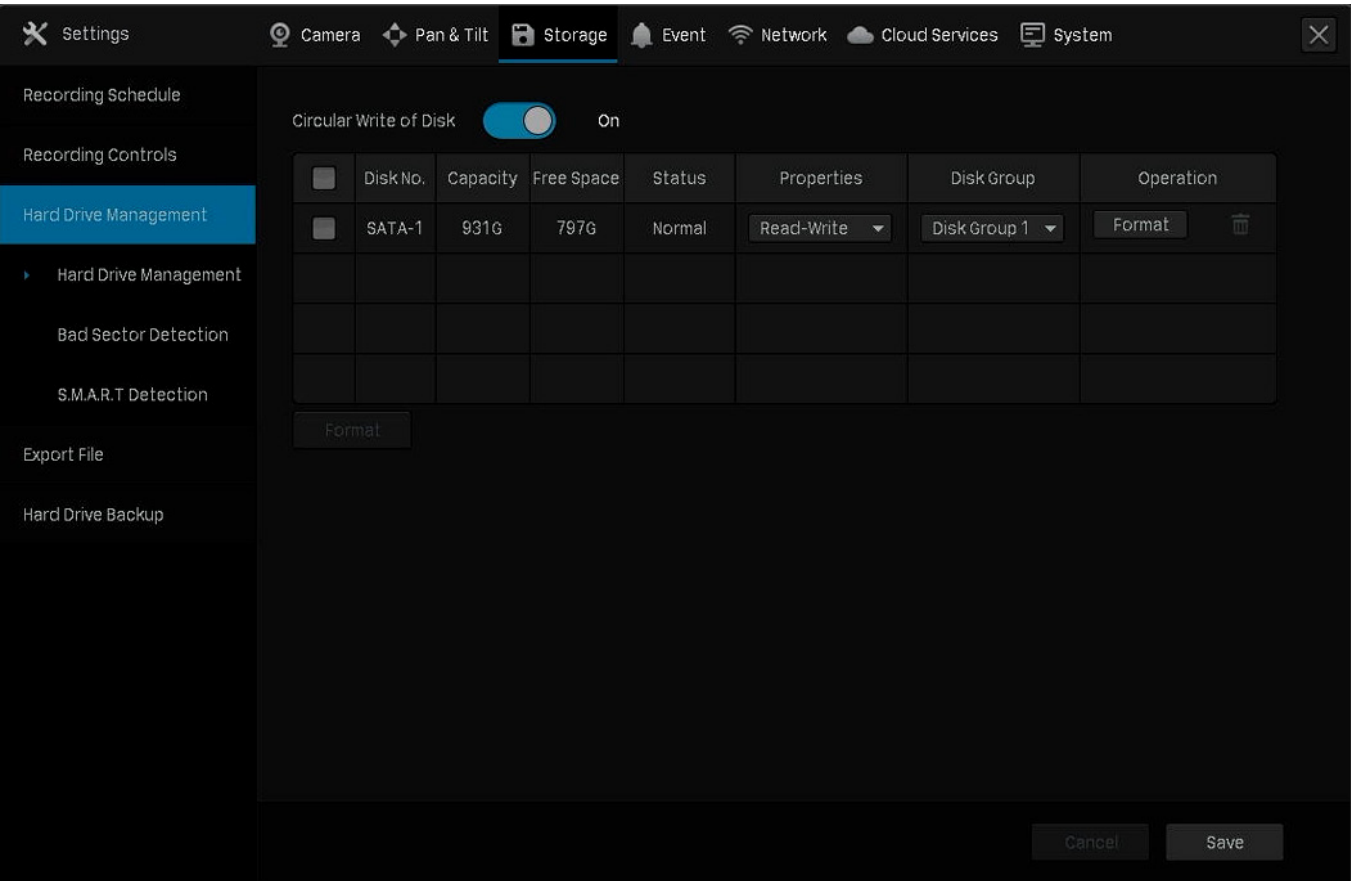 Settings Camera Pan & Tilt Storage Event Network Cloud Services System
Recording Schedule
Circular Write of Disk On
Recording Controls
Disk No. Capacity Free Space Status Properties Disk Group Operation
Hard Drive Management
SATA-1 931G 797G Normal Read-Write Disk Group 1 Format
Hard Drive Management
Bad Sector Detection
S.M.A.R.T Detection
Format
Export File
Hard Drive Backup
Cancel Save